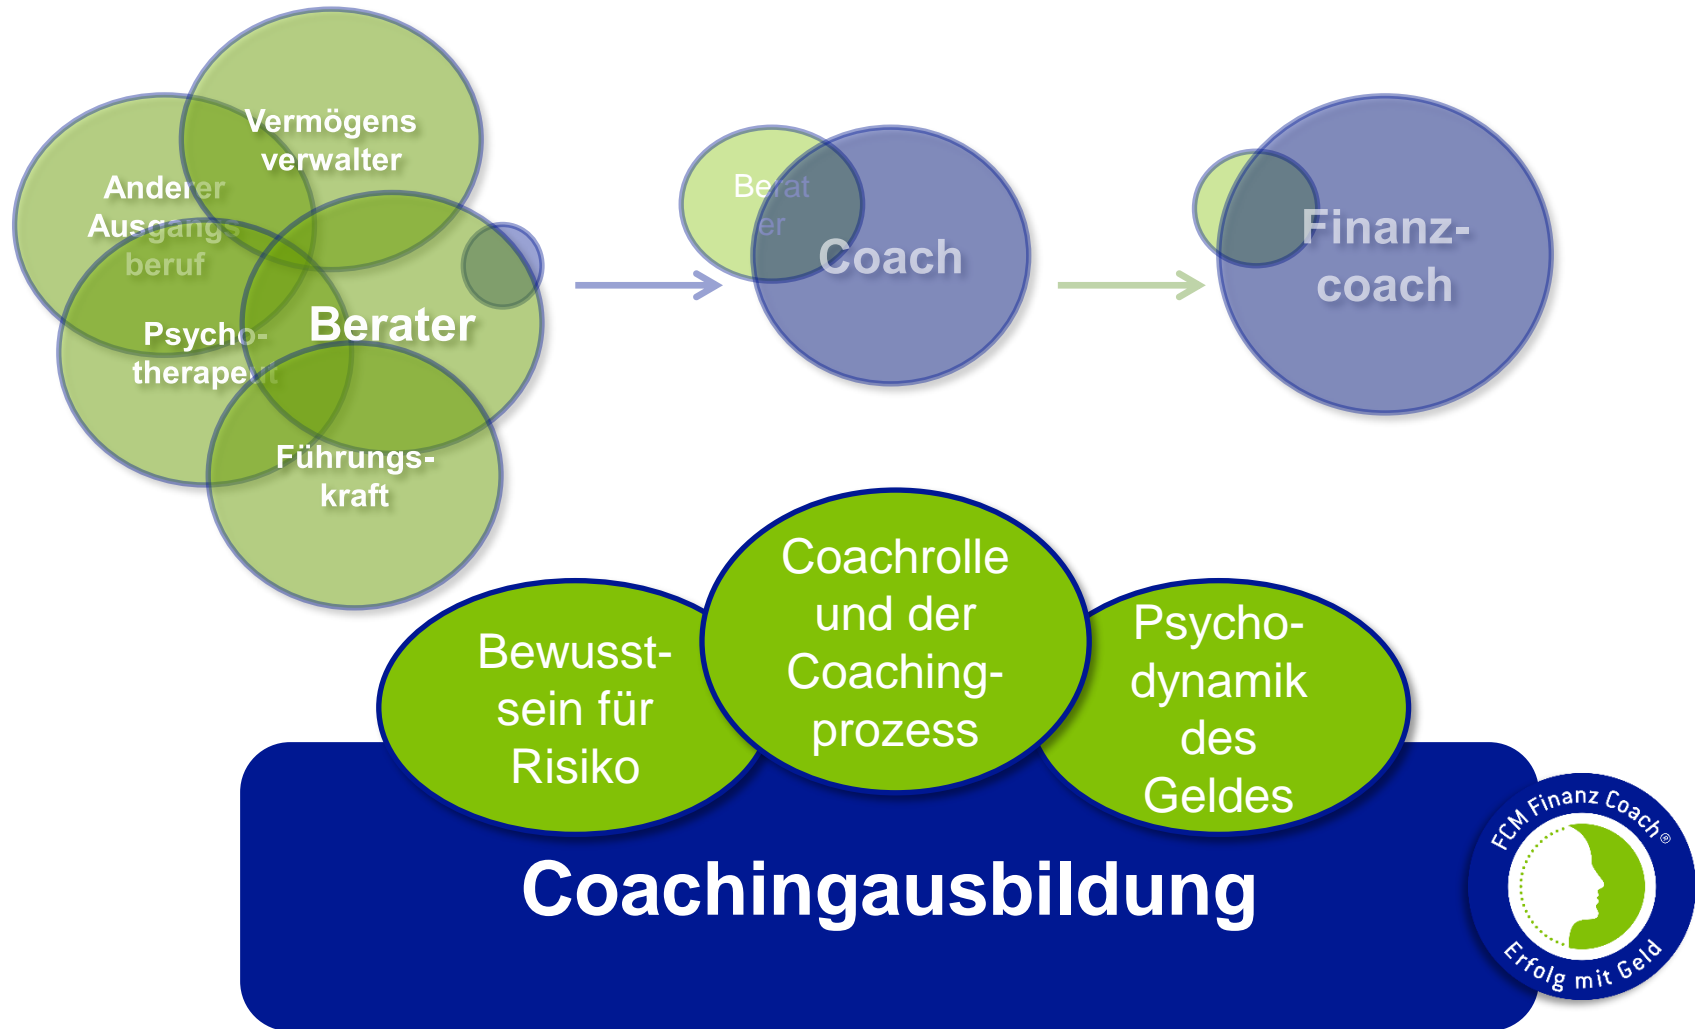 Vermögens
verwalter
Anderer
Ausgangs
beruf
Psycho-
therapeut
Berater
Führungs-
kraft
Berat
er
Coach
Finanz-
coach
Bewusst-
sein für
Risiko
Coachrolle
und der
Coaching-
prozess
Psycho-
dynamik
des
Geldes
Coachingausbildung
FCM Finanz Coach®
Erfolg mit Geld